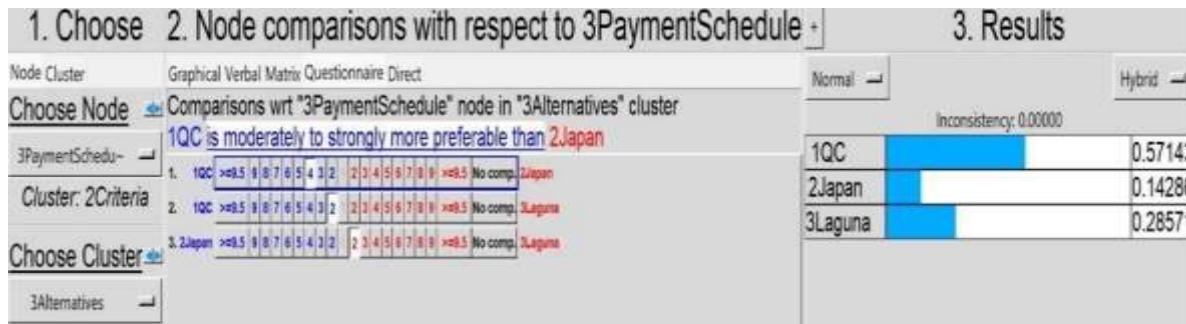 1. Choose
2. Node comparisons with respect to 3PaymentSchedule
+
3. Results
Node Cluster
Graphical Verbal Matrix Questionnaire Direct
Normal
Hybrid
Choose Node
Comparisons wrt "3PaymentSchedule" node in "3Alternatives" cluster
1QC is moderately to strongly more preferable than 2Japan
Inconsistency: 0.00000
3PaymentSchedu~
1. 1QC >=9.5 9 8 7 6 5 4 3 2 2 3 4 5 6 7 8 9 >=9.5 No comp. 2Japan
1QC 0.57143
Cluster: 2Criteria
2. 1QC >=9.5 9 8 7 6 5 4 3 2 2 3 4 5 6 7 8 9 >=9.5 No comp. 3Laguna
2Japan 0.14286
3. 2Japan >=9.5 9 8 7 6 5 4 3 2 2 3 4 5 6 7 8 9 >=9.5 No comp. 3Laguna
3Laguna 0.28571
Choose Cluster
3Alternatives